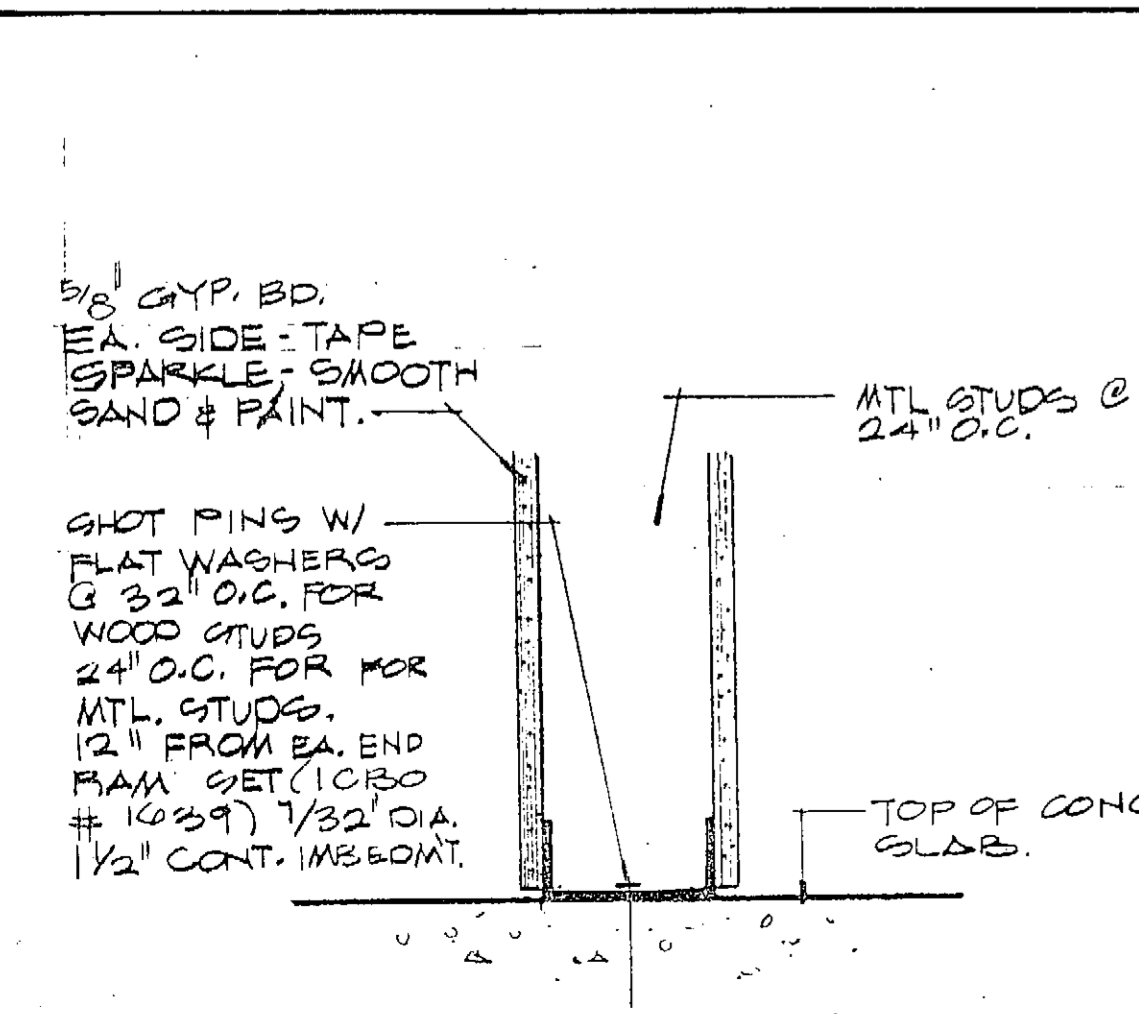 5/8" GYP. BD.
EA. SIDE - TAPE
SPARKLE - SMOOTH
SAND & PAINT.
MTL STUDS @
24" O.C.
SHOT PINS W/
FLAT WASHERS
@ 32" O.C. FOR
WOOD STUDS
24" O.C. FOR FOR
MTL. STUDS.
12" FROM EA. END
RAM SET (ICBO
# 1639) 7/32" DIA.
1 1/2" CONT. IMBEDM'T.
TOP OF CONC
SLAB.